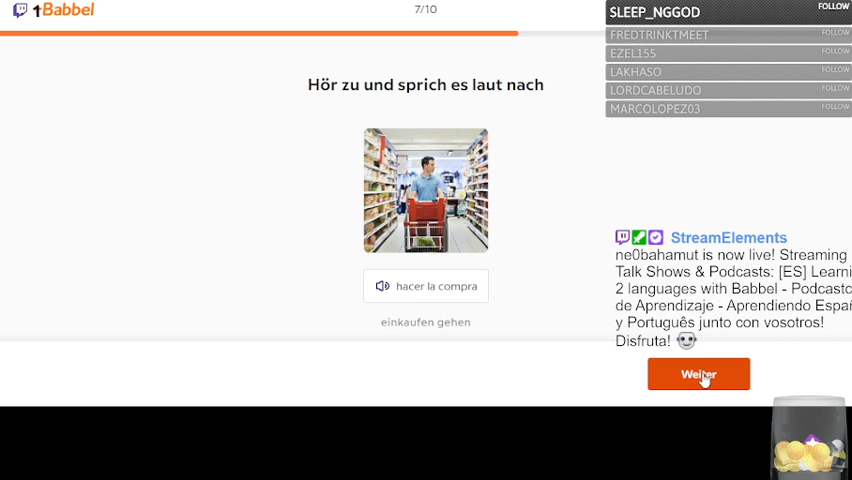 Babbel
7/10
Hör zu und sprich es laut nach
hacer la compra
einkaufen gehen
Weiter
SLEEP_NGGOD FOLLOW
FREDTRINKTMEET FOLLOW
EZEL155 FOLLOW
LAKHASO FOLLOW
LORDCABELUDO FOLLOW
MARCOLOPEZ03 FOLLOW
StreamElements
ne0bahamut is now live! Streaming
Talk Shows & Podcasts: [ES] Learni
2 languages with Babbel - Podcast
de Aprendizaje - Aprendiendo Españ
y Português junto con vosotros!
Disfruta!